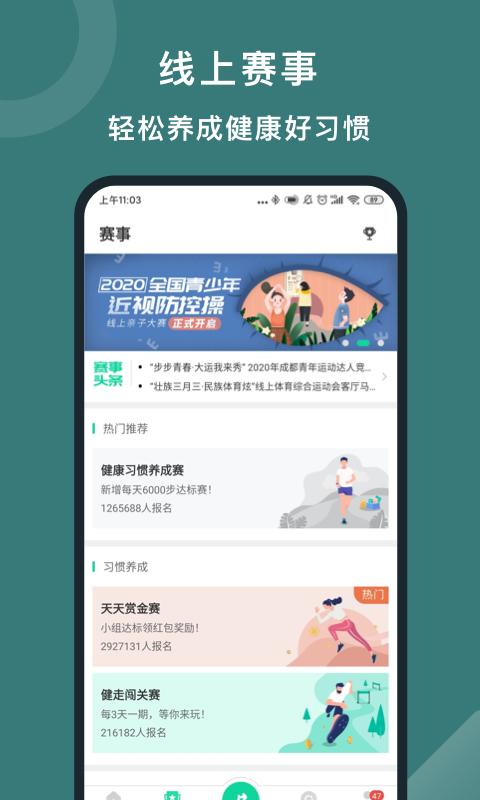 线上赛事
轻松养成健康好习惯
上午11:03
89
赛事
2020全国青少年
近视防控操
线上亲子大赛 正式开启
赛事
头条
• “步步青春·大运我来秀” 2020年成都青年运动达人竞...
• “壮族三月三·民族体育炫”线上体育综合运动会客厅马...
热门推荐
健康习惯养成赛
新增每天6000步达标赛！
1265688人报名
习惯养成
热门
天天赏金赛
小组达标领红包奖励！
2927131人报名
健走闯关赛
每3天一期，等你来玩！
216182人报名
47